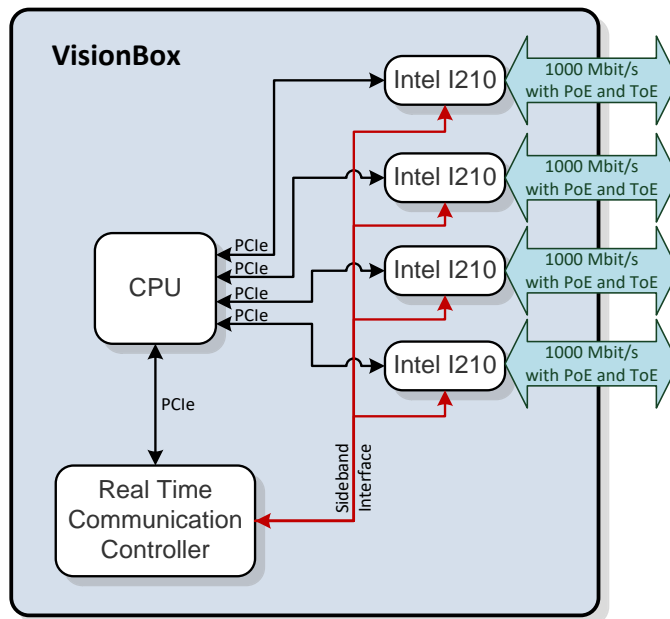 VisionBox
Intel I210
1000 Mbit/s
with PoE and ToE
Intel I210
1000 Mbit/s
with PoE and ToE
Intel I210
1000 Mbit/s
with PoE and ToE
Intel I210
1000 Mbit/s
with PoE and ToE
CPU
PCIe
PCIe
PCIe
PCIe
PCIe
Sideband
Interface
Real Time
Communication
Controller